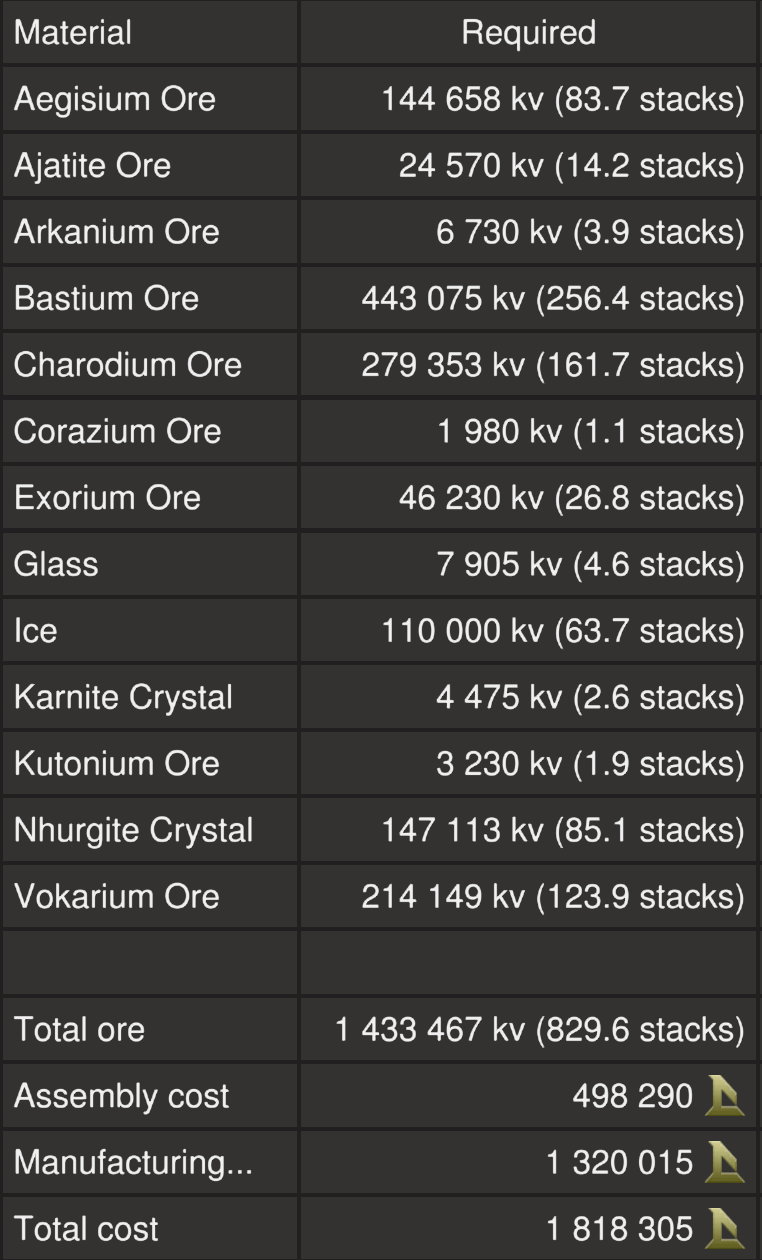 Material Required
Aegisium Ore 144 658 kv (83.7 stacks)
Ajatite Ore 24 570 kv (14.2 stacks)
Arkanium Ore 6 730 kv (3.9 stacks)
Bastium Ore 443 075 kv (256.4 stacks)
Charodium Ore 279 353 kv (161.7 stacks)
Corazium Ore 1 980 kv (1.1 stacks)
Exorium Ore 46 230 kv (26.8 stacks)
Glass 7 905 kv (4.6 stacks)
Ice 110 000 kv (63.7 stacks)
Karnite Crystal 4 475 kv (2.6 stacks)
Kutonium Ore 3 230 kv (1.9 stacks)
Nhurgite Crystal 147 113 kv (85.1 stacks)
Vokarium Ore 214 149 kv (123.9 stacks)
Total ore 1 433 467 kv (829.6 stacks)
Assembly cost 498 290
Manufacturing... 1 320 015
Total cost 1 818 305